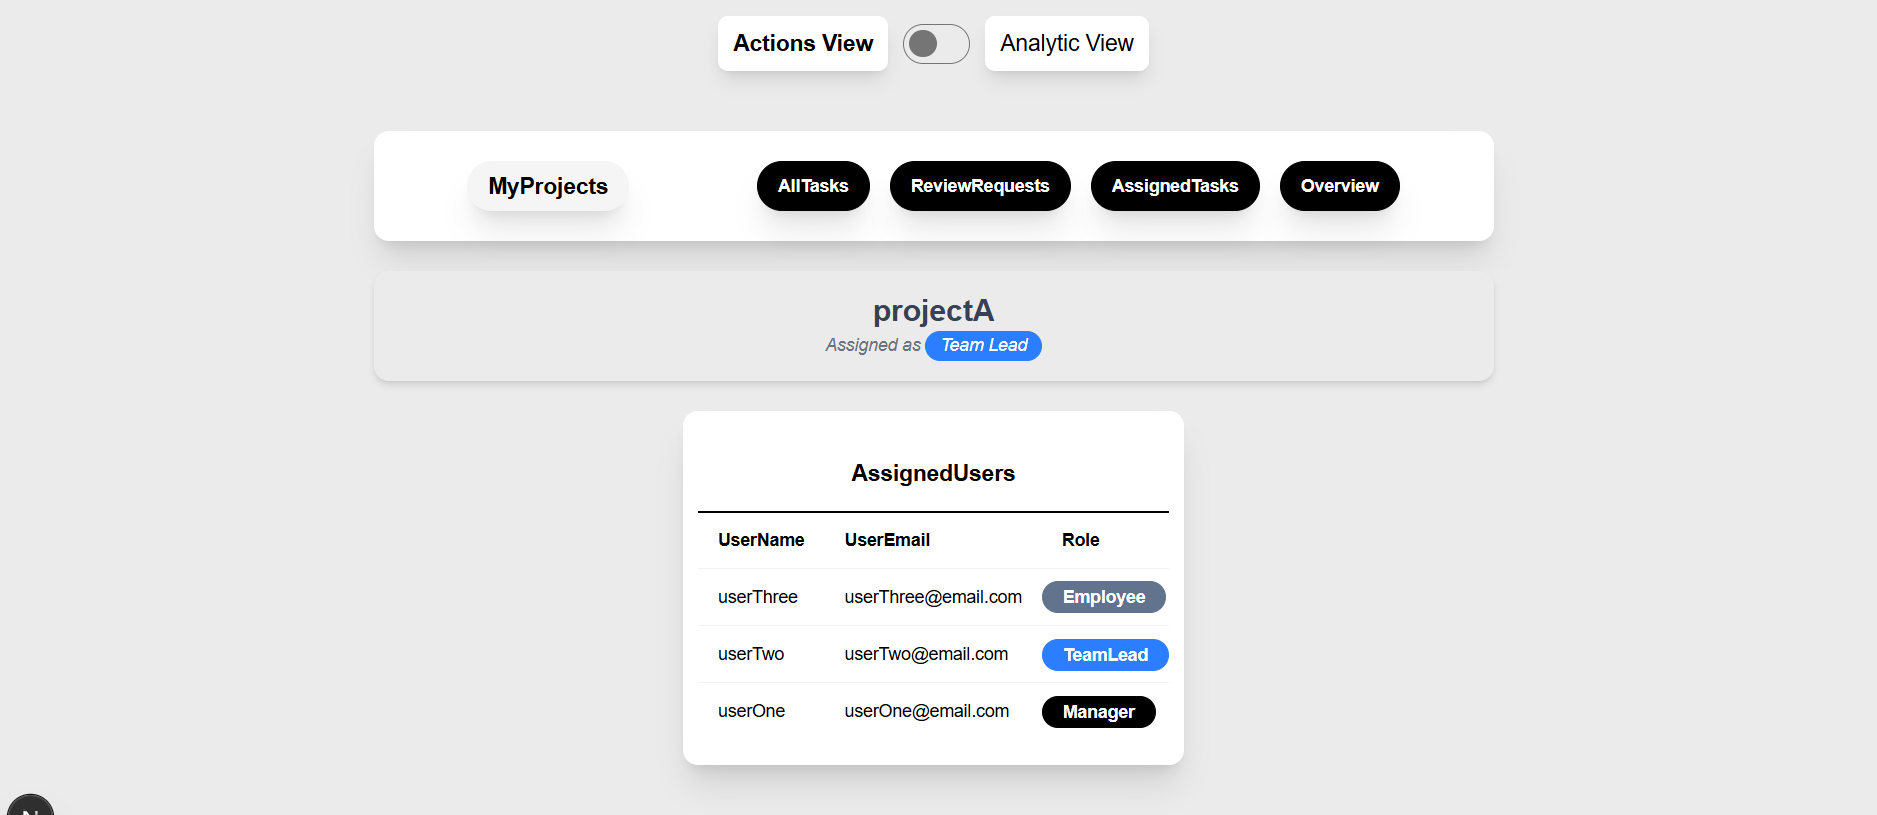 Actions View Analytic View
MyProjects AllTasks ReviewRequests AssignedTasks Overview
projectA
Assigned as Team Lead
AssignedUsers
UserName UserEmail Role
userThree userThree@email.com Employee
userTwo userTwo@email.com TeamLead
userOne userOne@email.com Manager